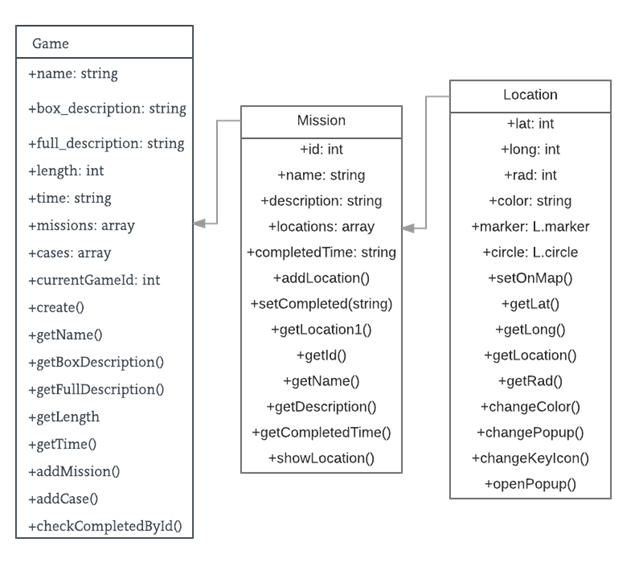 Game
+name: string
+box_description: string
+full_description: string
+length: int
+time: string
+missions: array
+cases: array
+currentGameId: int
+create()
+getName()
+getBoxDescription()
+getFullDescription()
+getLength
+getTime()
+addMission()
+addCase()
+checkCompletedById()
Mission
+id: int
+name: string
+description: string
+locations: array
+completedTime: string
+addLocation()
+setCompleted(string)
+getLocation1()
+getId()
+getName()
+getDescription()
+getCompletedTime()
+showLocation()
Location
+lat: int
+long: int
+rad: int
+color: string
+marker: L.marker
+circle: L.circle
+setOnMap()
+getLat()
+getLong()
+getLocation()
+getRad()
+changeColor()
+changePopup()
+changeKeyIcon()
+openPopup()